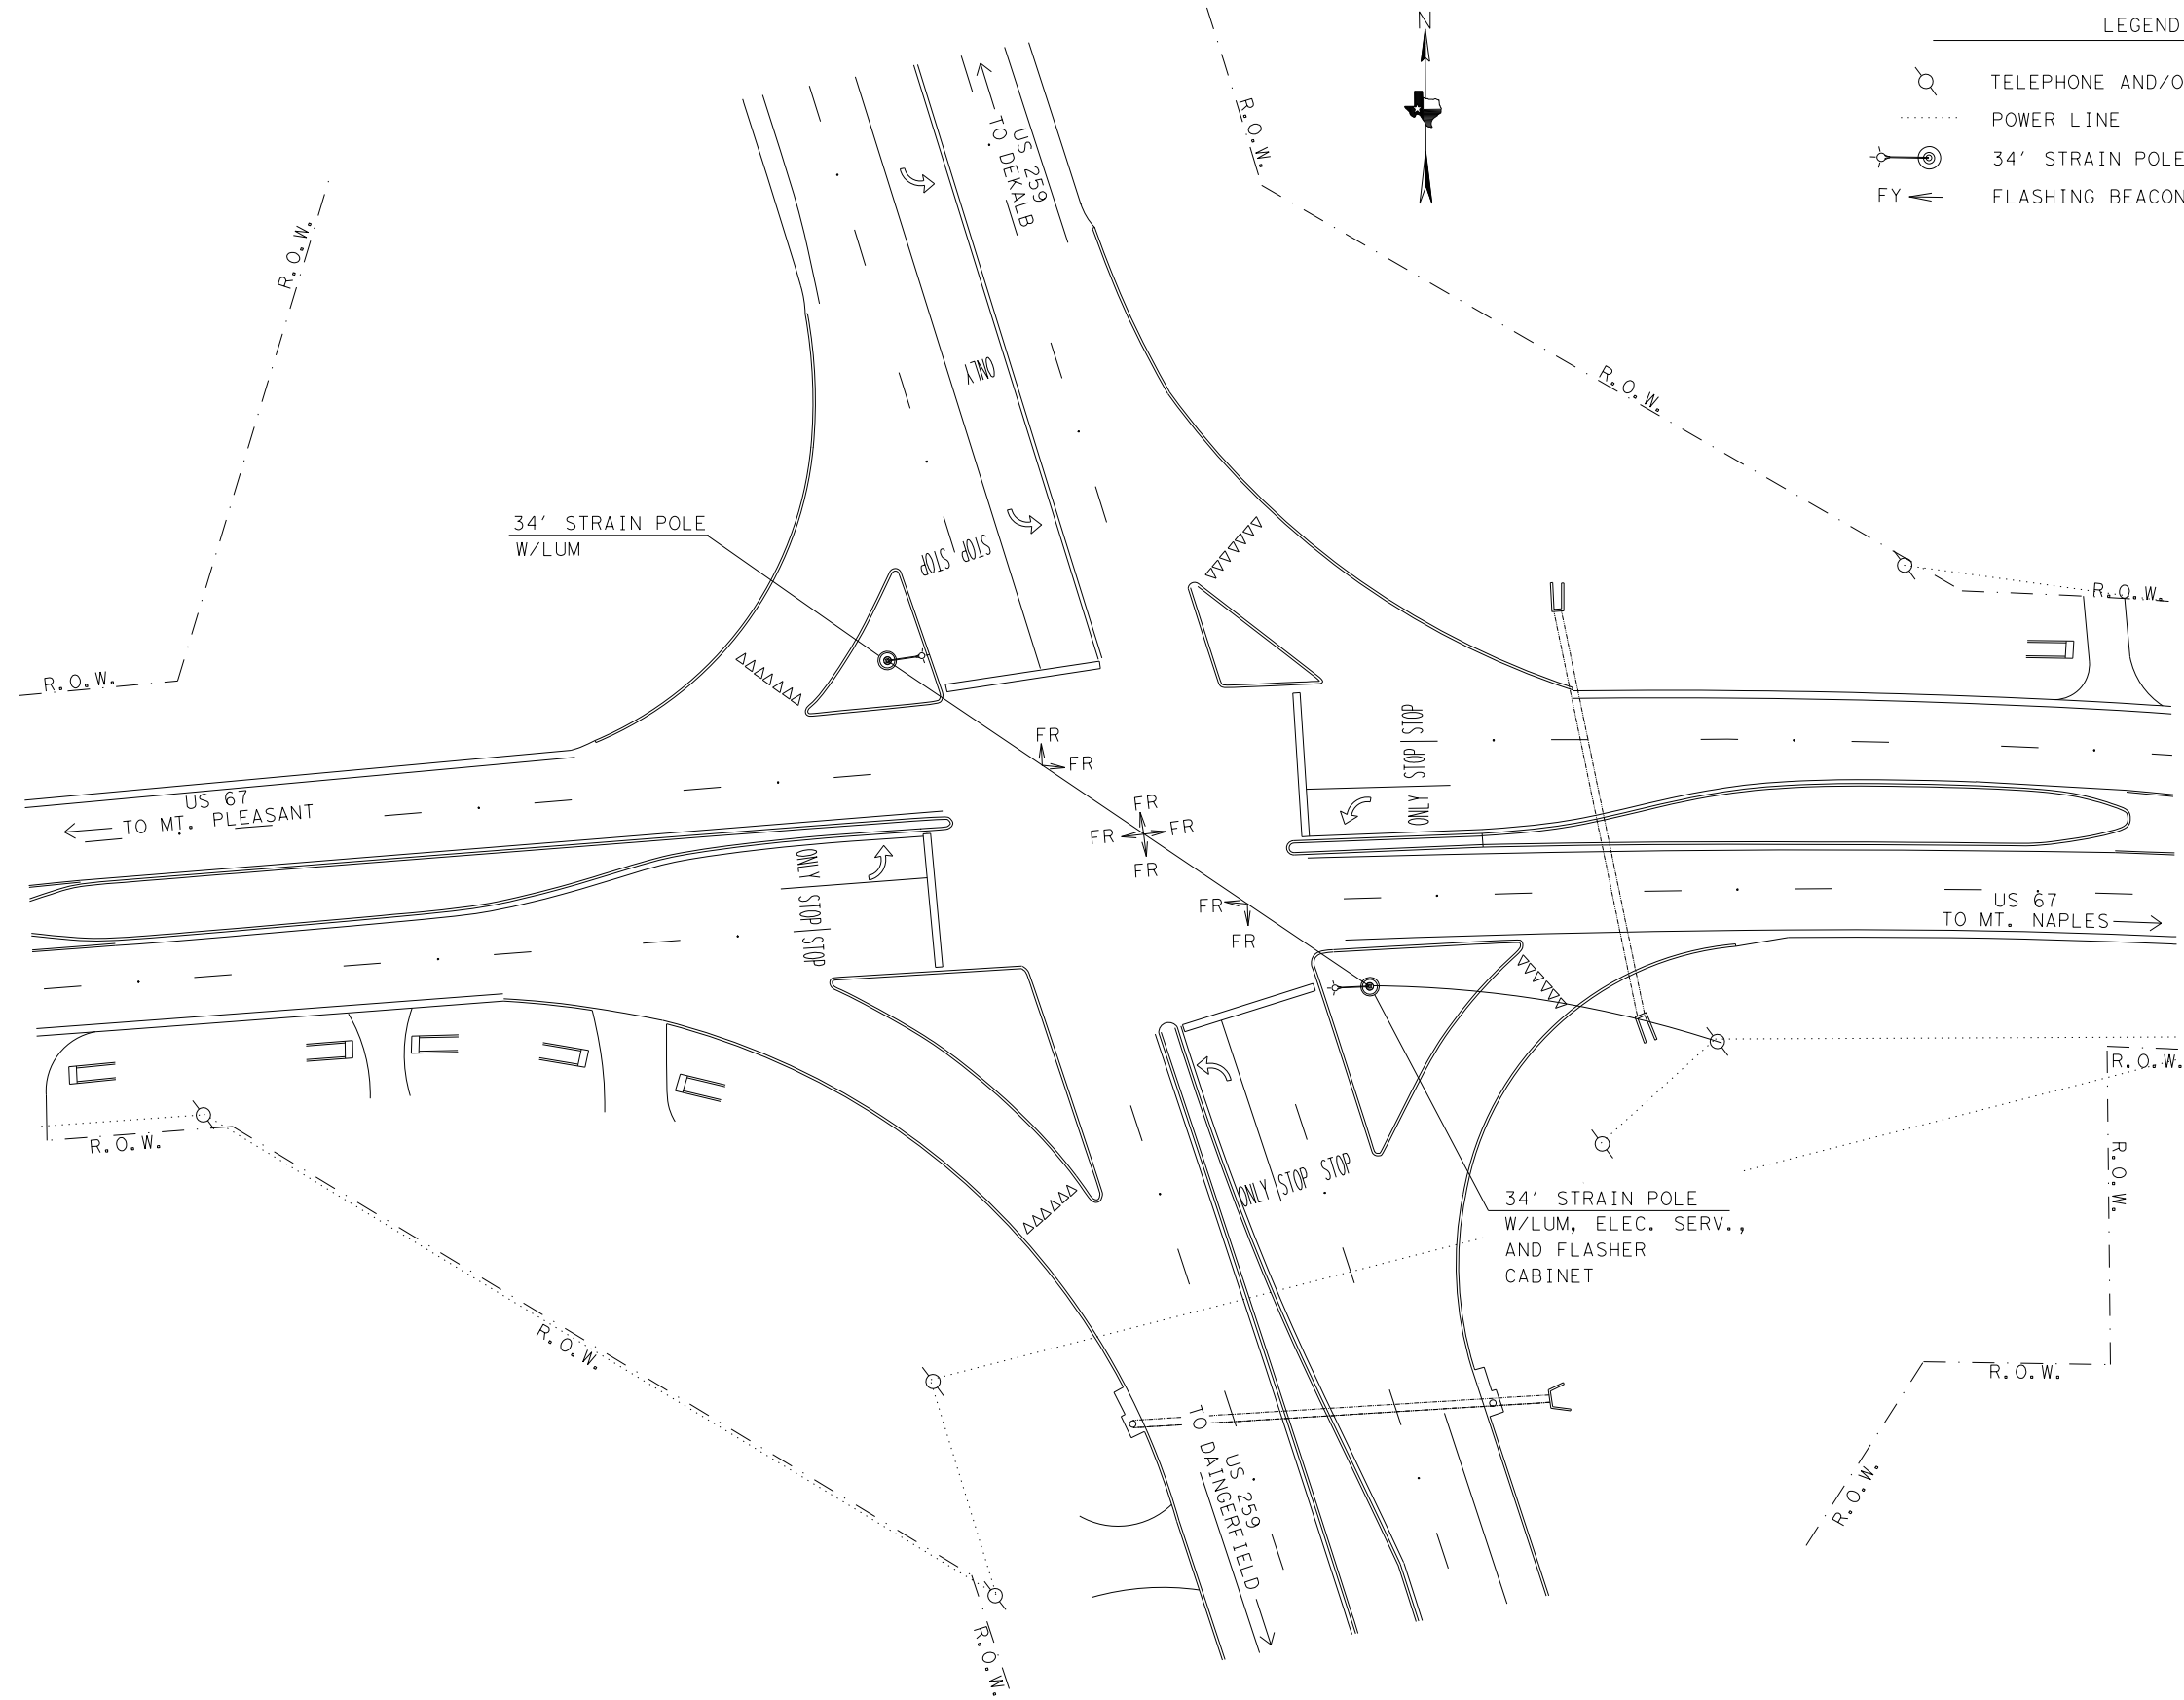 N
LEGEND
TELEPHONE AND/O
POWER LINE
34' STRAIN POLE
FY FLASHING BEACON
R.O.W.
US 259
TO DEKALB
R.O.W.
R.O.W.
ONLY
34' STRAIN POLE
W/LUM
STOP STOP
R.O.W.
R.O.W.
ONLY STOP STOP
FR
FR
US 67
TO MT. PLEASANT
FR
FR
FR
FR
ONLY STOP STOP
FR
FR
US 67
TO MT. NAPLES
R.O.W.
R.O.W.
R.O.W.
ONLY STOP STOP
34' STRAIN POLE
W/LUM, ELEC. SERV.,
AND FLASHER
CABINET
R.O.W.
R.O.W.
R.O.W.
US 259
TO DAINGERFIELD
R.O.W.